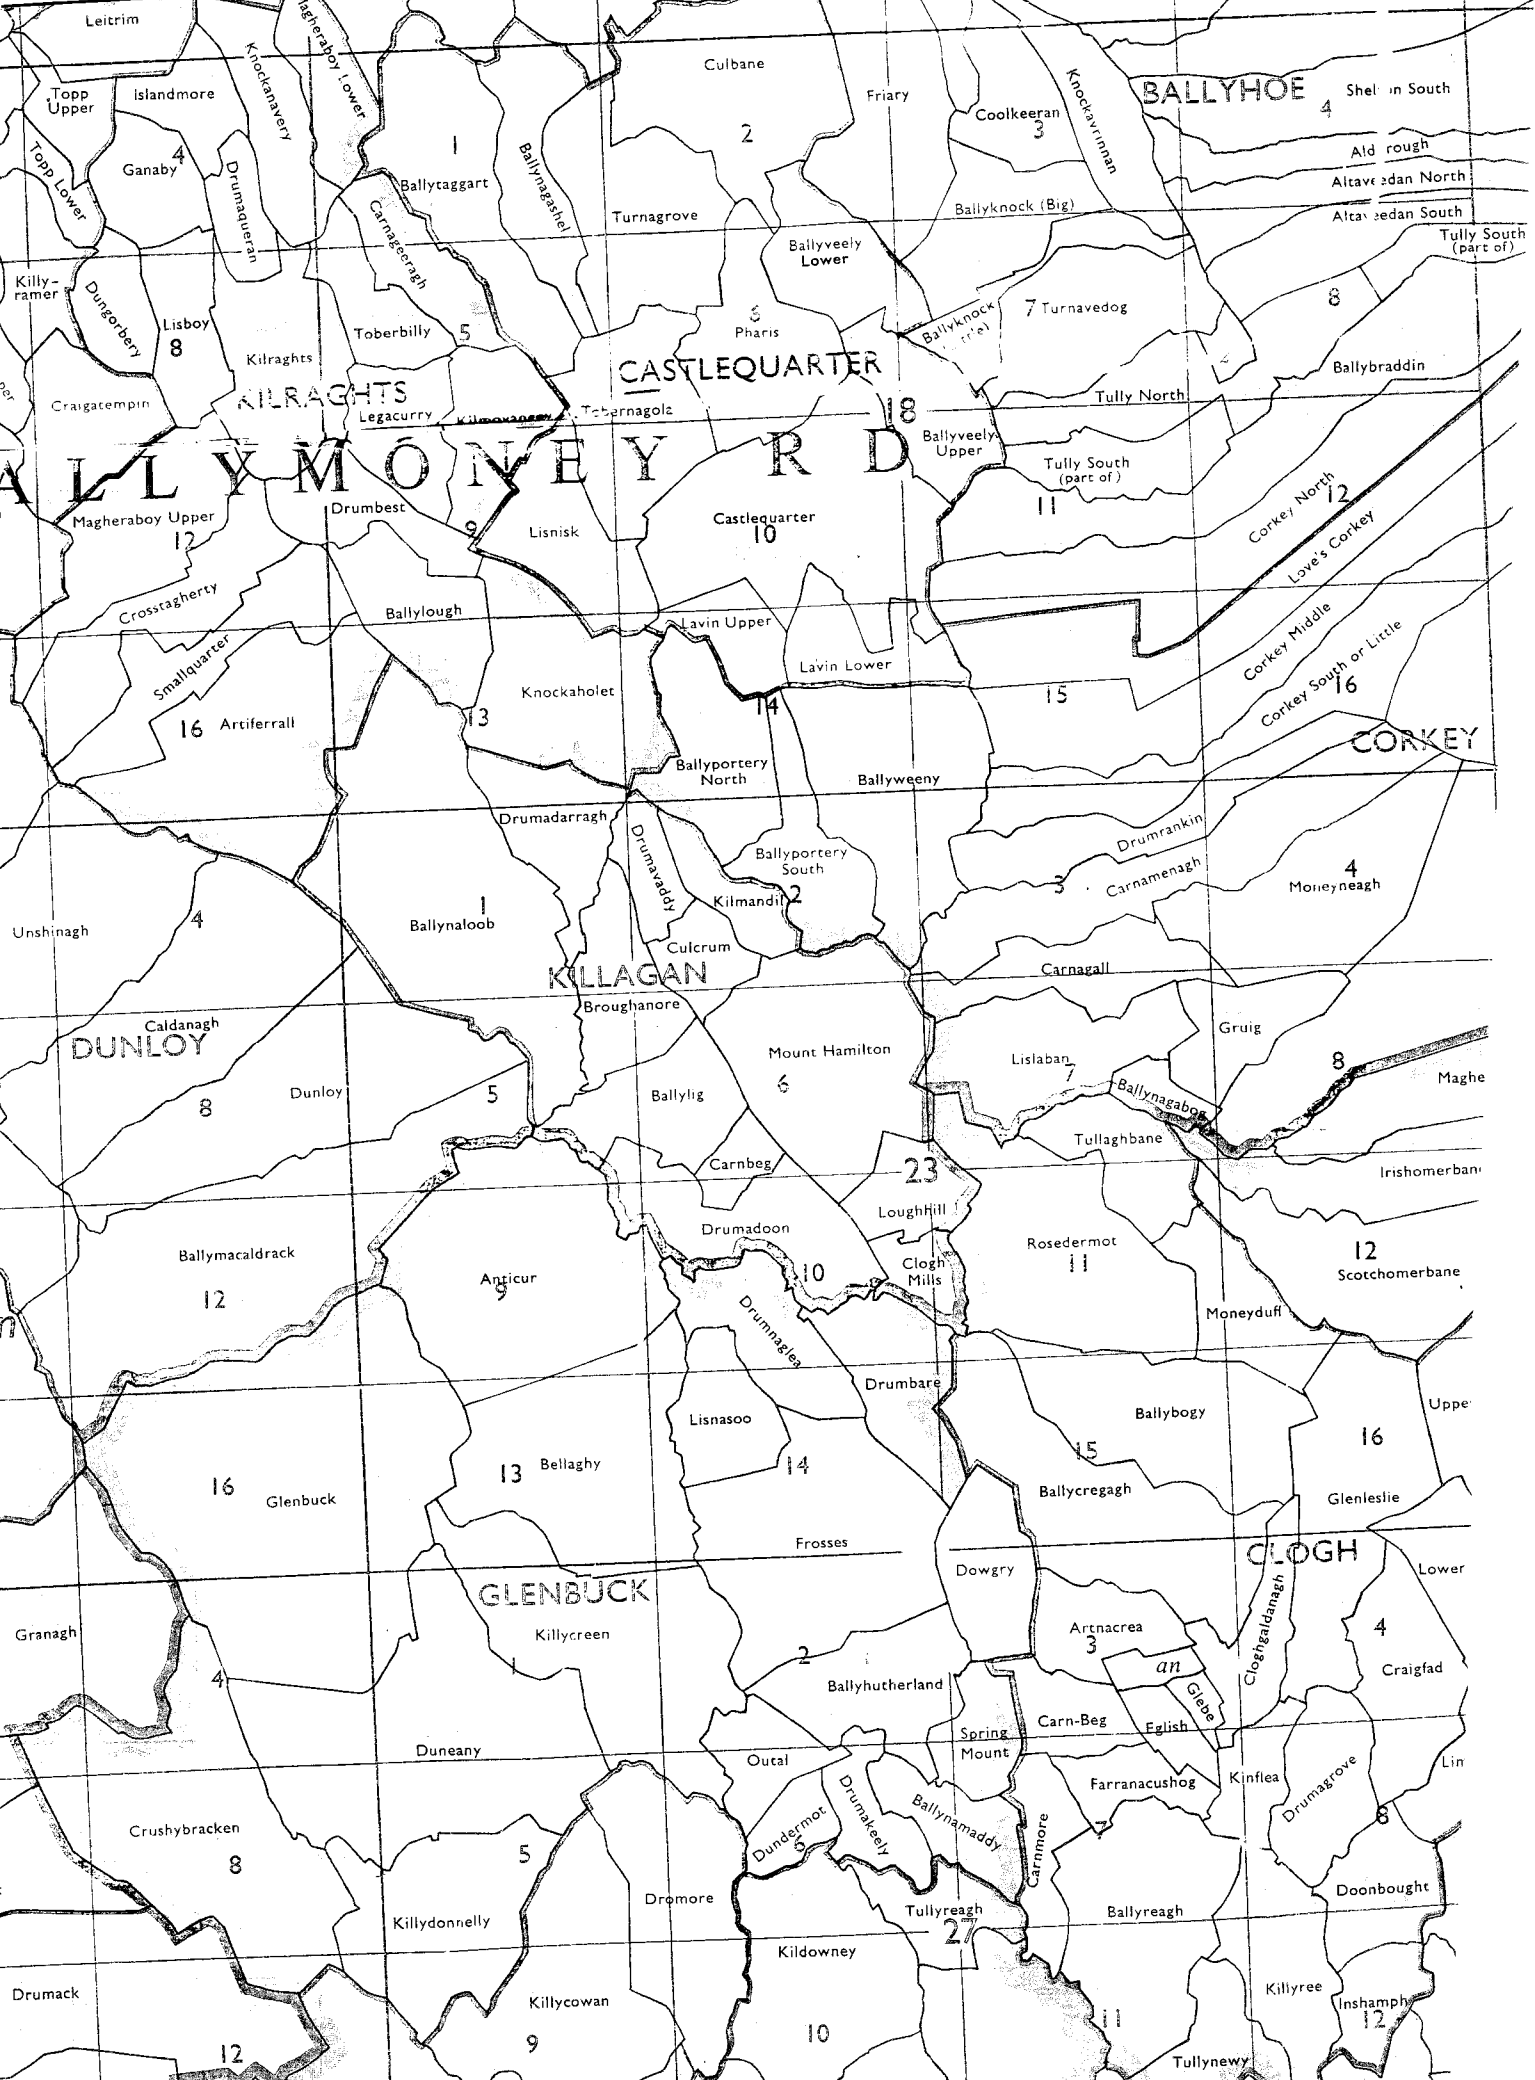 Leitrim
Culbane
Topp
Upper
Islandmore
Knockanavery
Friary
Coolkeeran
3
Knockavrinnan
BALLYHOE
4
1
2
Ballynagashel
Topp Lower
Ganaby
4
Drumaqueran
Ballytaggart
Carnageeragh
Turnagrove
Ballyknock (Big)
Altaveedan North
Altaveedan South
Tully South
(part of)
Ballyveely
Lower
Killy-
ramer
Dungorbery
Lisboy
8
Toberbilly
5
6
Pharis
Ballyknock
7
Turnavedog
8
Kilraghts
CASTLEQUARTER
Ballybraddin
Craigatempin
KILRAGHTS
Legacurry
Tobernagola
18
Tully North
ALLYMONEY RD
Ballyveely
Upper
Tully South
(part of)
11
Magheraboy Upper
12
Drumbest
9
Lisnisk
Castlequarter
10
Corkey North
12
Love's Corkey
Crosstagherty
Ballylough
Lavin Upper
Smallquarter
Lavin Lower
Corkey Middle
Corkey South or Little
16
Artiferrall
Knockaholet
13
14
15
16
CORKEY
Ballyportery
North
Ballyweeny
Drumadarragh
Drumavaddy
Drumrankin
Ballyportery
South
3
Carnamenagh
4
Moneyneagh
Unshinagh
4
1
Ballynaloob
Kilmandil
2
Culcrum
KILLAGAN
Carnagall
Broughanore
Caldanagh
DUNLOY
Mount Hamilton
6
Lislaban
7
Gruig
8
Maghe
Dunloy
8
5
Ballylig
Ballynagabog
Tullaghbane
Carnbeg
23
Irishomerban
Loughhill
Drumadoon
Ballymacaldrack
12
Anticur
9
10
Clogh
Mills
Rosedermot
11
12
Scotchomerbane
Drumnaglea
Moneyduff
Drumbare
Lisnasoo
Ballybogy
Uppe
16
Glenbuck
13
Bellaghy
14
15
16
Ballycregagh
Glenleslie
Frosses
Dowgry
CLOGH
Lower
GLENBUCK
Granagh
Killycreen
1
2
Artnacrea
3
Cloghgaldanagh
4
Craigfad
an
Glebe
4
Ballyhutherland
Carn-Beg
Eglish
Duneany
Outal
Spring
Mount
Farranacushog
Kinflea
Drumagrove
Lin
Crushybracken
8
5
Dundermot
6
Drumakeely
Ballynamaddy
Carnmore
7
8
Killydonnelly
Dromore
Tullyreagh
27
Ballyreagh
Doonbought
Kildowney
Drumack
Killycowan
Killyree
Inshamph
12
12
9
10
11
Tullynewy